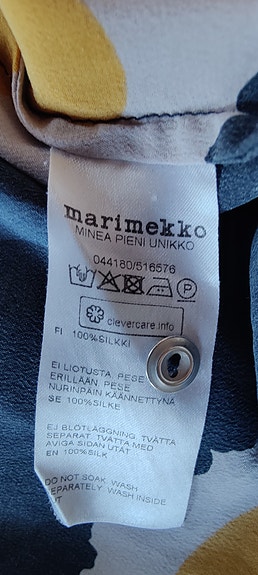 marimekko
MINEA PIENI UNIKKO
044180/516576
P
clevercare.info
FI 100%SILKKI
EI LIOTUSTA, PESE
ERILLÄÄN, PESE
NURINPÄIN KÄÄNNETTYNÄ
SE 100%SILKE
EJ BLÖTLÄGGNING, TVÄTTA
SEPARAT, TVÄTTA MED
AVIGA SIDAN UTÅT
EN 100%SILK
DO NOT SOAK, WASH
SEPARATELY, WASH INSIDE